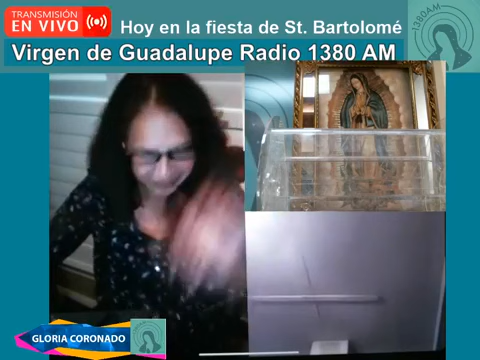 TRANSMISIÓN
EN VIVO
Hoy en la fiesta de St. Bartolomé
Virgen de Guadalupe Radio 1380 AM
1380AM
GLORIA CORONADO